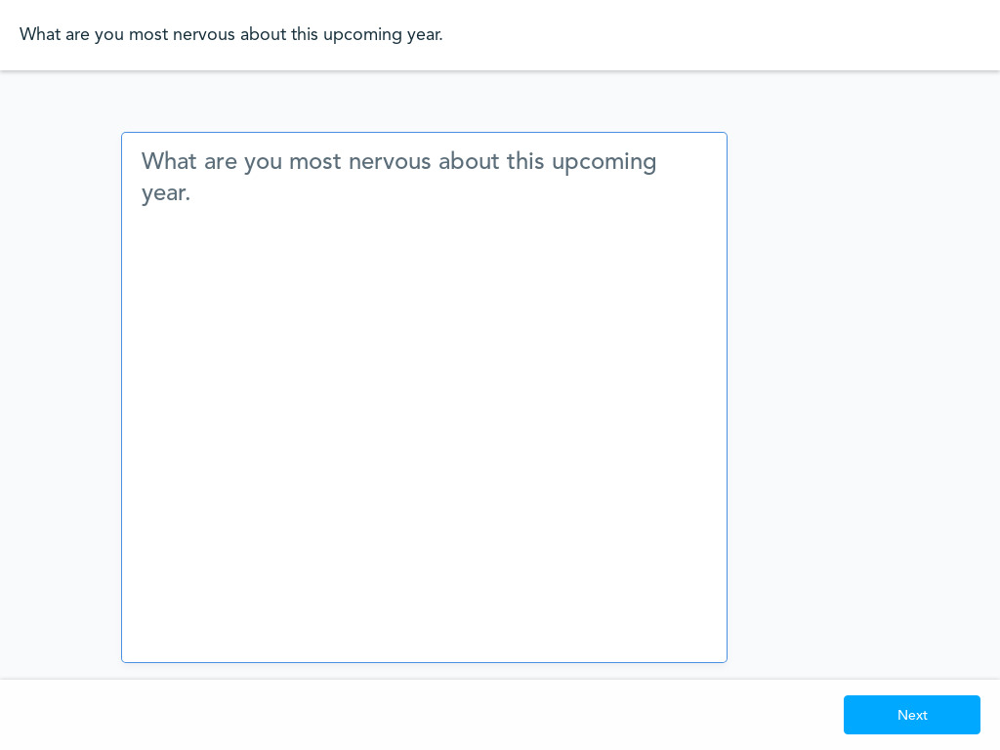 What are you most nervous about this upcoming year.
What are you most nervous about this upcoming
year.
Next